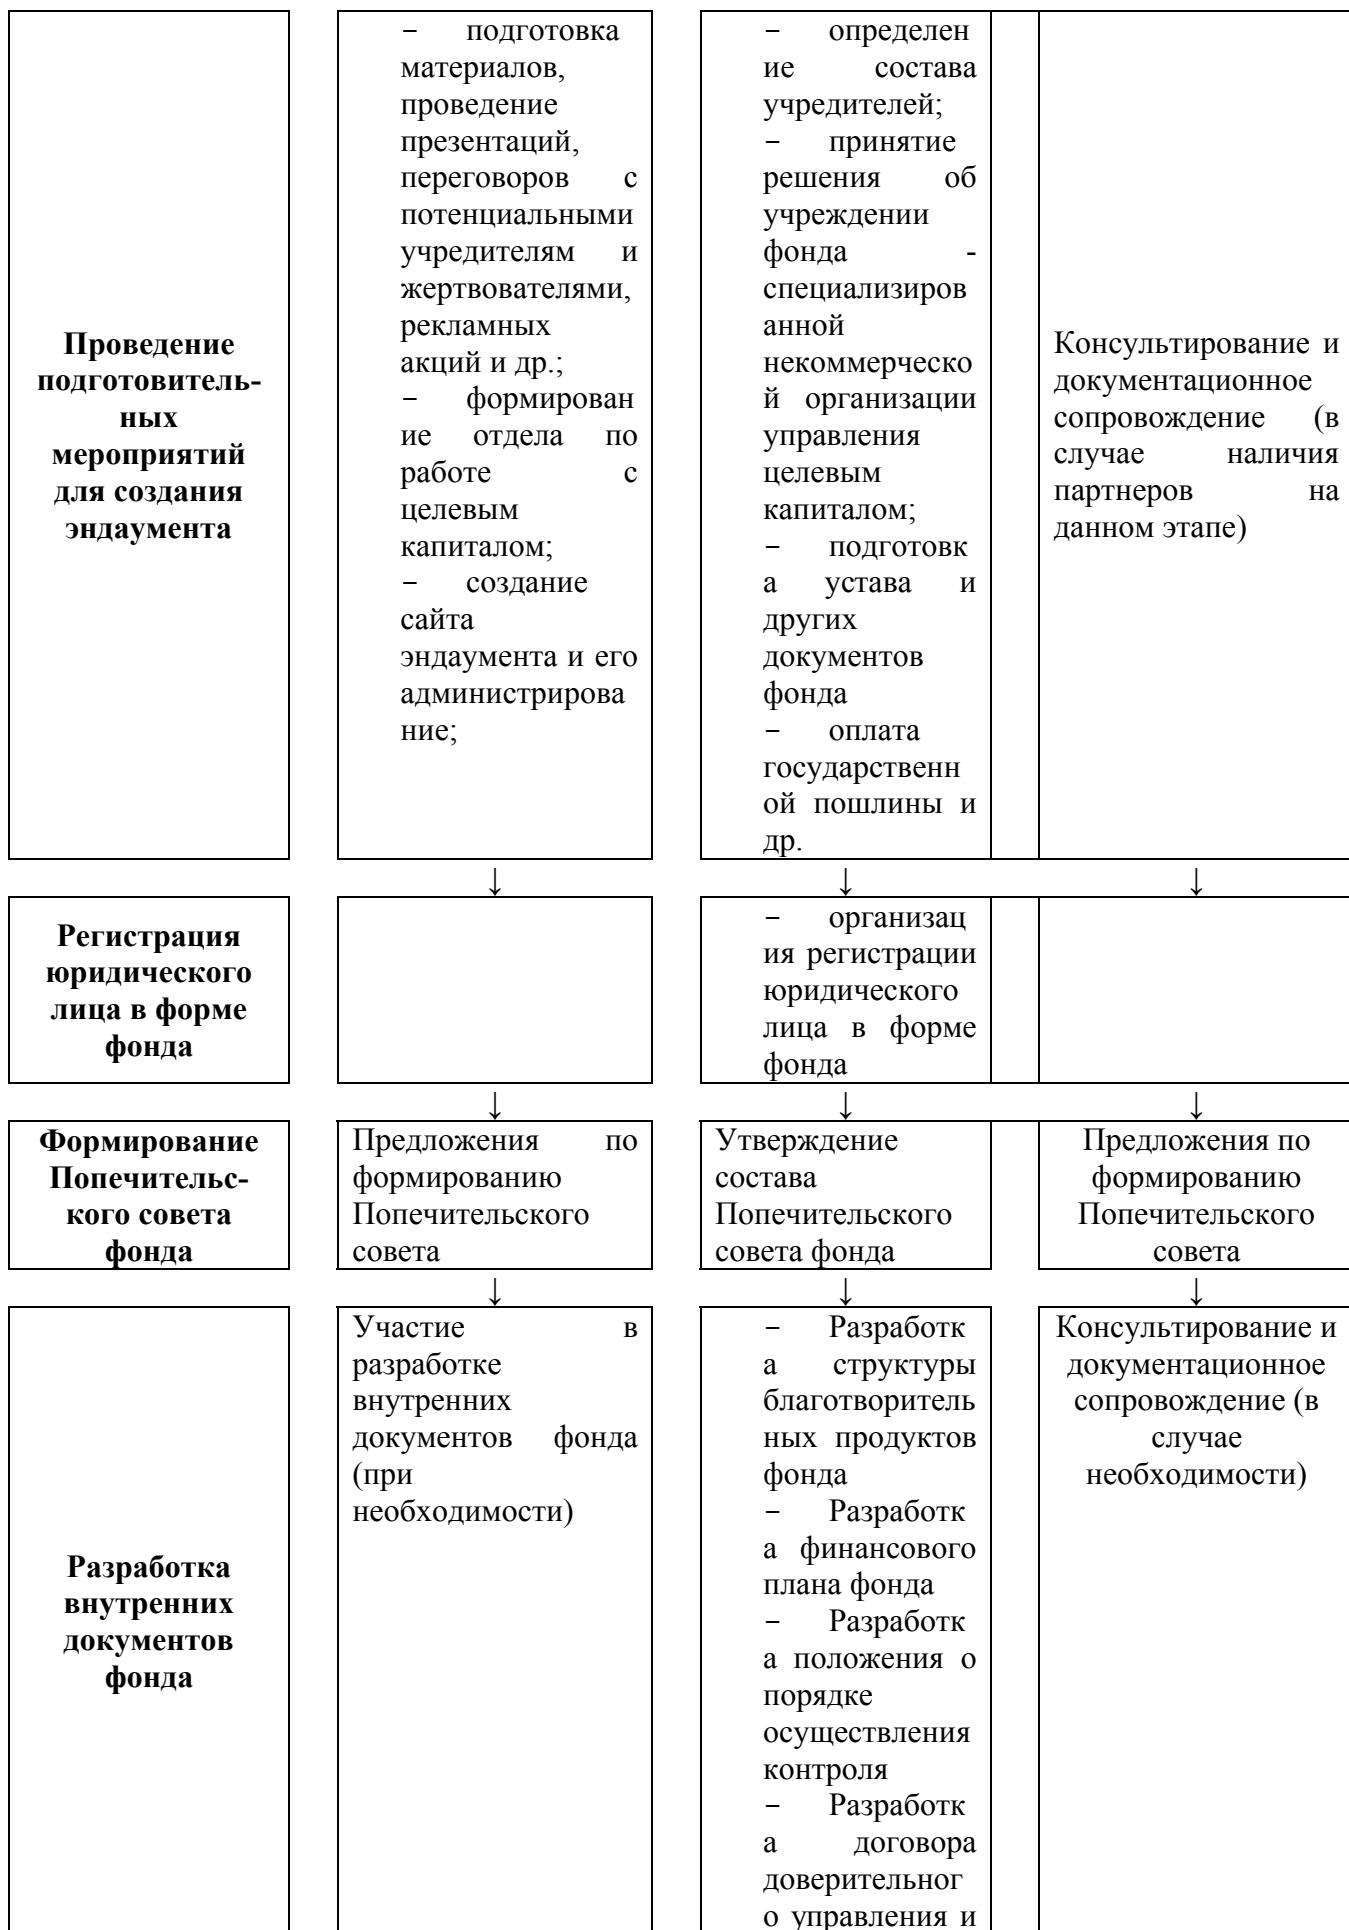 Проведение
подготовитель-
ных
мероприятий
для создания
эндаумента
− подготовка
материалов,
проведение
презентаций,
переговоров с
потенциальными
учредителям и
жертвователями,
рекламных
акций и др.;
− формирован
ие отдела по
работе с
целевым
капиталом;
− создание
сайта
эндаумента и его
администрирова
ние;
− определен
ие состава
учредителей;
− принятие
решения об
учреждении
фонда -
специализиров
анной
некоммерческо
й организации
управления
целевым
капиталом;
− подготовк
а устава и
других
документов
фонда
− оплата
государственн
ой пошлины и
др.
Консультирование и
документационное
сопровождение (в
случае наличия
партнеров на
данном этапе)
↓ ↓ ↓
Регистрация
юридического
лица в форме
фонда
− организац
ия регистрации
юридического
лица в форме
фонда
↓ ↓ ↓
Формирование
Попечительс-
кого совета
фонда
Предложения по
формированию
Попечительского
совета
Утверждение
состава
Попечительского
совета фонда
Предложения по
формированию
Попечительского
совета
↓ ↓ ↓
Разработка
внутренних
документов
фонда
Участие в
разработке
внутренних
документов фонда
(при
необходимости)
− Разработк
а структуры
благотворитель
ных продуктов
фонда
− Разработк
а финансового
плана фонда
− Разработк
а положения о
порядке
осуществления
контроля
− Разработк
а договора
доверительног
о управления и
Консультирование и
документационное
сопровождение (в
случае
необходимости)